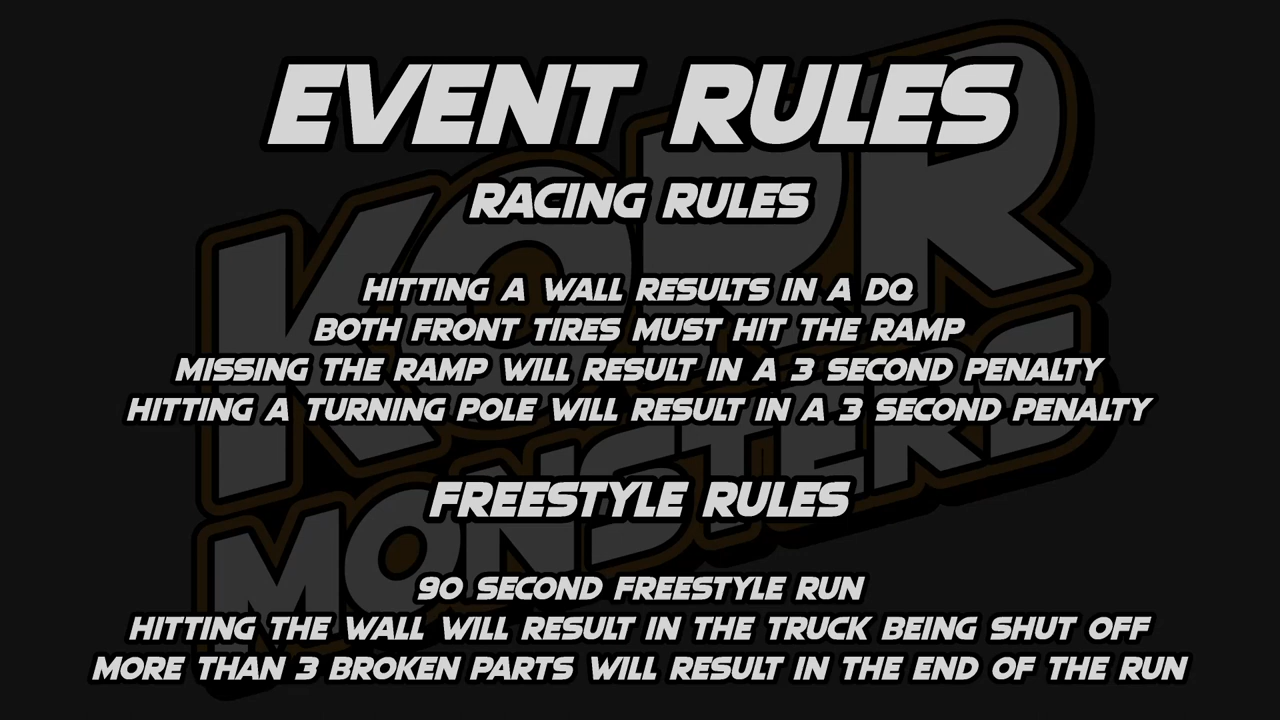 EVENT RULES
RACING RULES
HITTING A WALL RESULTS IN A DQ
BOTH FRONT TIRES MUST HIT THE RAMP
MISSING THE RAMP WILL RESULT IN A 3 SECOND PENALTY
HITTING A TURNING POLE WILL RESULT IN A 3 SECOND PENALTY
FREESTYLE RULES
90 SECOND FREESTYLE RUN
HITTING THE WALL WILL RESULT IN THE TRUCK BEING SHUT OFF
MORE THAN 3 BROKEN PARTS WILL RESULT IN THE END OF THE RUN
MONSTERS